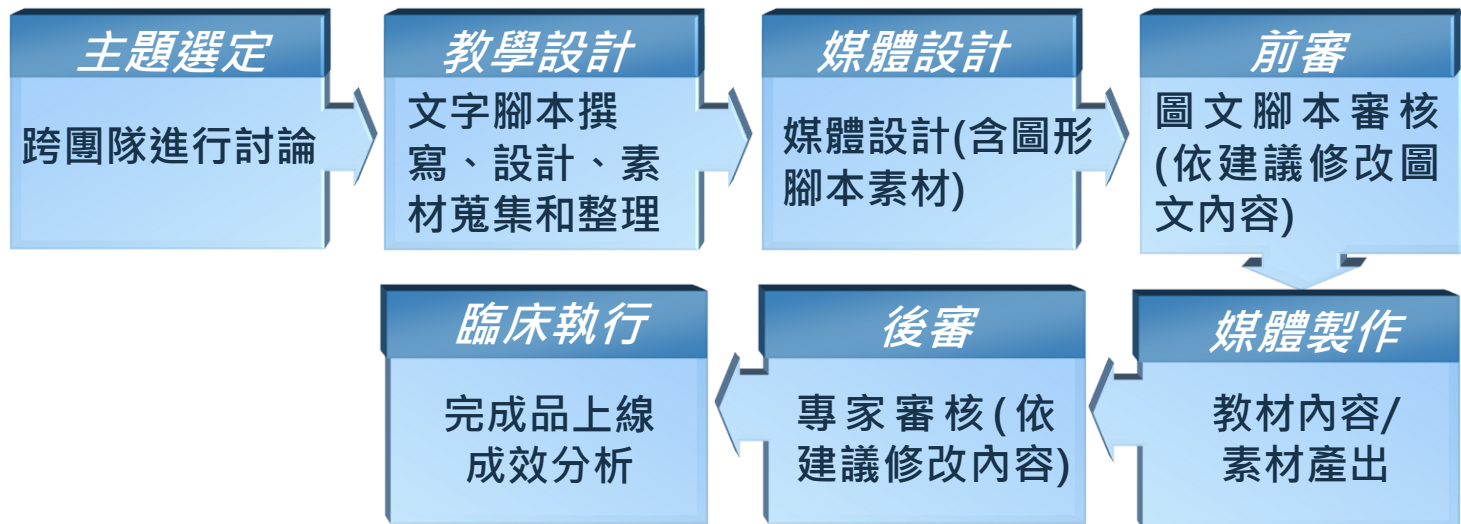 主題選定
跨團隊進行討論
教學設計
文字腳本撰
寫、設計、素
材蒐集和整理
媒體設計
媒體設計(含圖形
腳本素材)
前審
圖文腳本審核
(依建議修改圖
文內容)
媒體製作
教材內容/
素材產出
後審
專家審核(依
建議修改內容)
臨床執行
完成品上線
成效分析